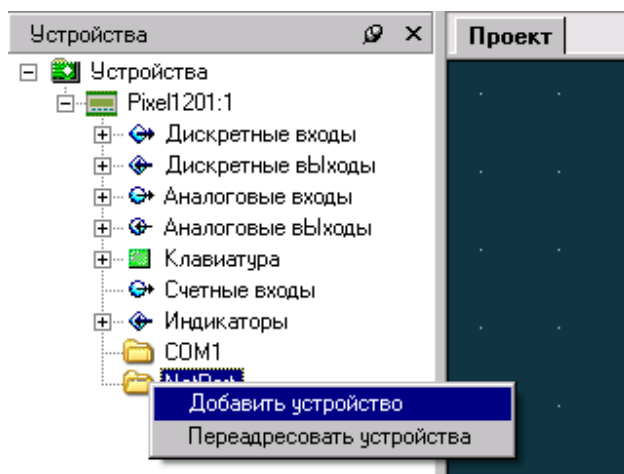 Устройства
Проект
Устройства
Pixel1201:1
Дискретные входы
Дискретные вЫходы
Аналоговые входы
Аналоговые вЫходы
Клавиатура
Счетные входы
Индикаторы
COM1
Добавить устройство
Переадресовать устройства